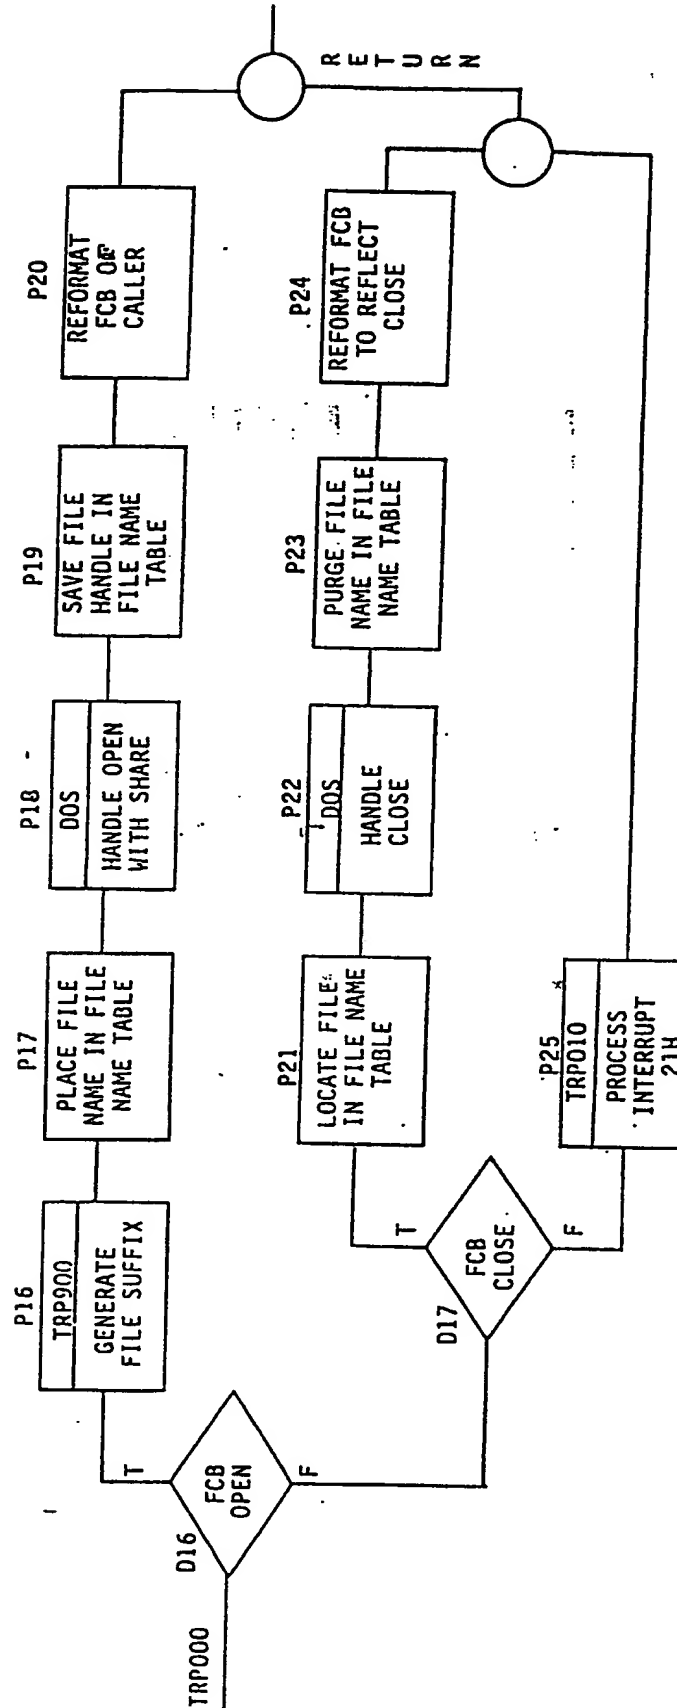 TRP000
D16
FCB
OPEN
T
F
P16
TRP900
GENERATE
FILE SUFFIX
P17
PLACE FILE
NAME IN FILE
NAME TABLE
P18
DOS
HANDLE OPEN
WITH SHARE
P19
SAVE FILE
HANDLE IN
FILE NAME
TABLE
P20
REFORMAT
FCB OF
CALLER
D17
FCB
CLOSE
T
F
P21
LOCATE FILE
IN FILE NAME
TABLE
P22
DOS
HANDLE
CLOSE
P23
PURGE FILE
NAME IN FILE
NAME TABLE
P24
REFORMAT FCB
TO REFLECT
CLOSE
P25
TRP010
PROCESS
INTERRUPT
21H
RETURN